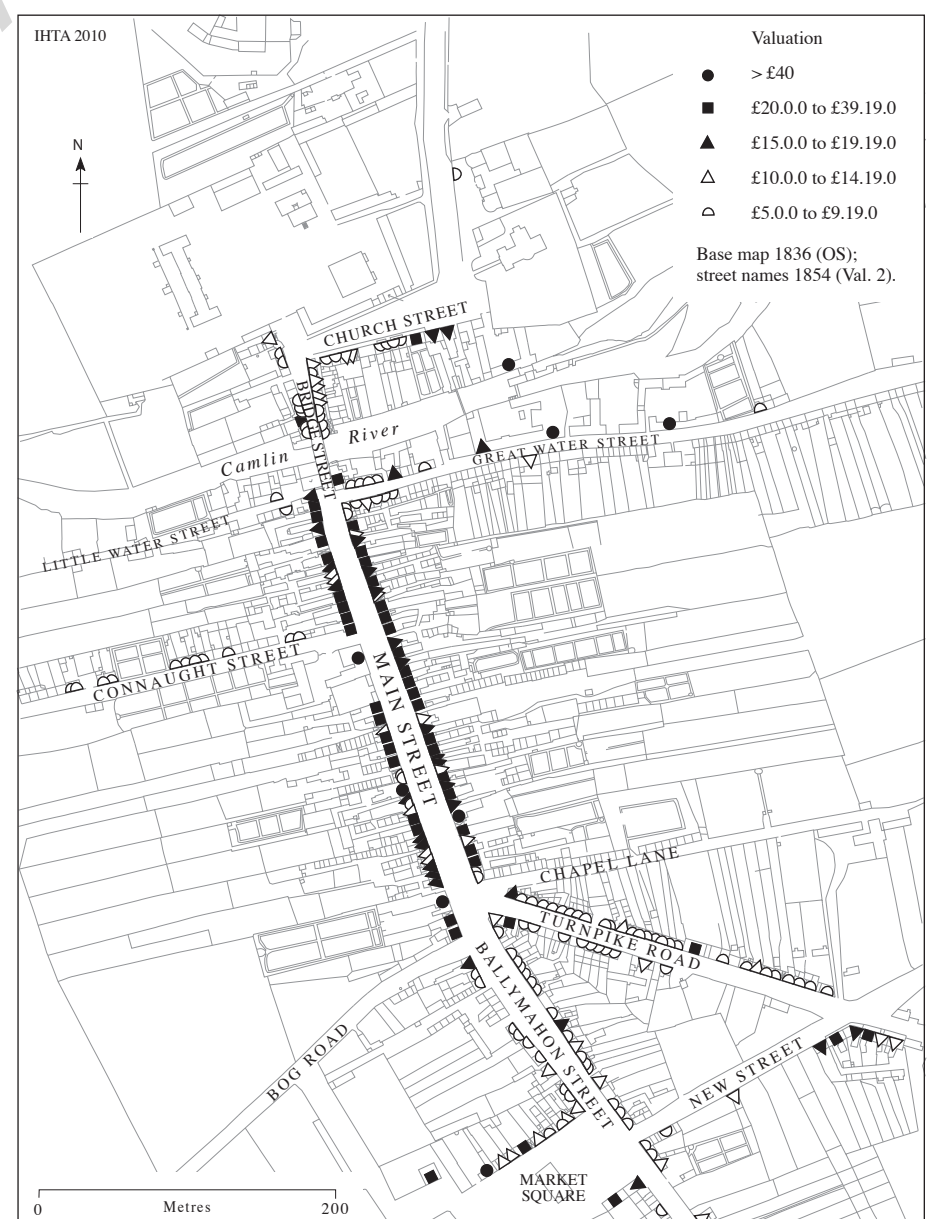 IHTA 2010
N
Valuation
> £40
£20.0.0 to £39.19.0
£15.0.0 to £19.19.0
£10.0.0 to £14.19.0
£5.0.0 to £9.19.0
Base map 1836 (OS);
street names 1854 (Val. 2).
CHURCH STREET
BRIDGE STREET
Camlin River
GREAT WATER STREET
LITTLE WATER STREET
CONNAUGHT STREET
MAIN STREET
CHAPEL LANE
TURNPIKE ROAD
BALLYMAHON STREET
BOG ROAD
NEW STREET
MARKET
SQUARE
0 Metres 200